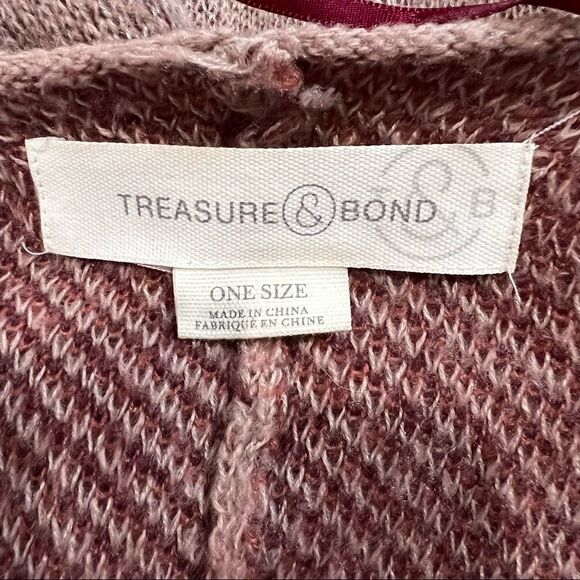 TREASURE & BOND
& B
ONE SIZE
MADE IN CHINA
FABRIQUÉ EN CHINE